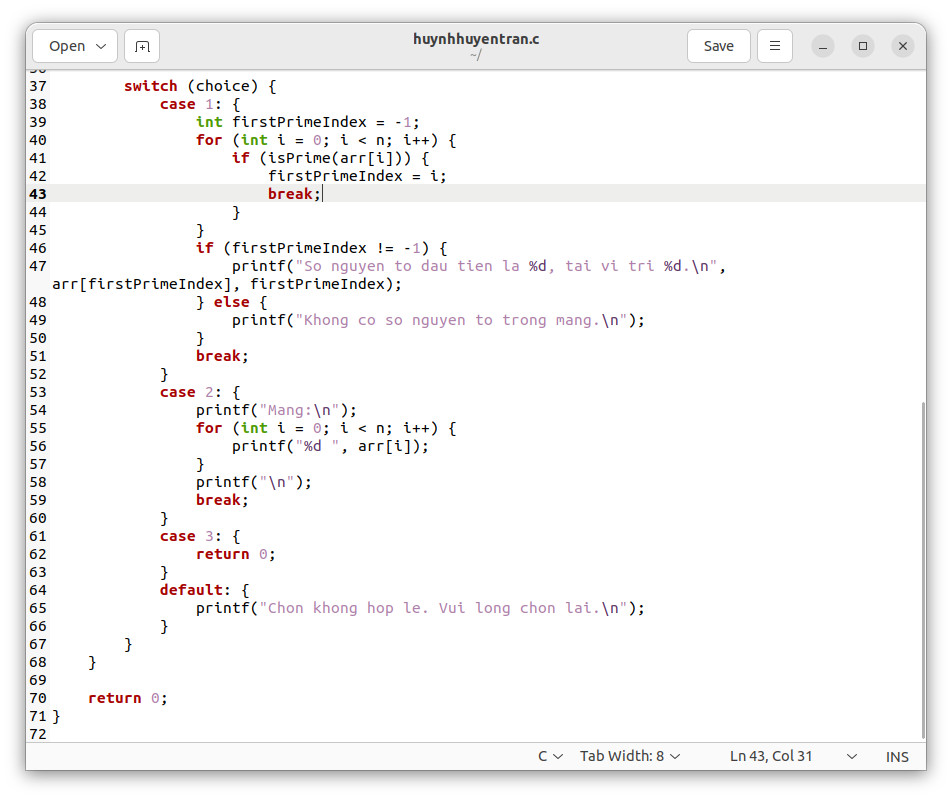 Open
huynhhuyentran.c
~/
Save
37         switch (choice) {
38             case 1: {
39                 int firstPrimeIndex = -1;
40                 for (int i = 0; i < n; i++) {
41                     if (isPrime(arr[i])) {
42                         firstPrimeIndex = i;
43                         break;
44                     }
45                 }
46                 if (firstPrimeIndex != -1) {
47                     printf("So nguyen to dau tien la %d, tai vi tri %d.\n",
arr[firstPrimeIndex], firstPrimeIndex);
48                 } else {
49                     printf("Khong co so nguyen to trong mang.\n");
50                 }
51                 break;
52             }
53             case 2: {
54                 printf("Mang:\n");
55                 for (int i = 0; i < n; i++) {
56                     printf("%d ", arr[i]);
57                 }
58                 printf("\n");
59                 break;
60             }
61             case 3: {
62                 return 0;
63             }
64             default: {
65                 printf("Chon khong hop le. Vui long chon lai.\n");
66             }
67         }
68     }
69
70     return 0;
71 }
72
C
Tab Width: 8
Ln 43, Col 31
INS